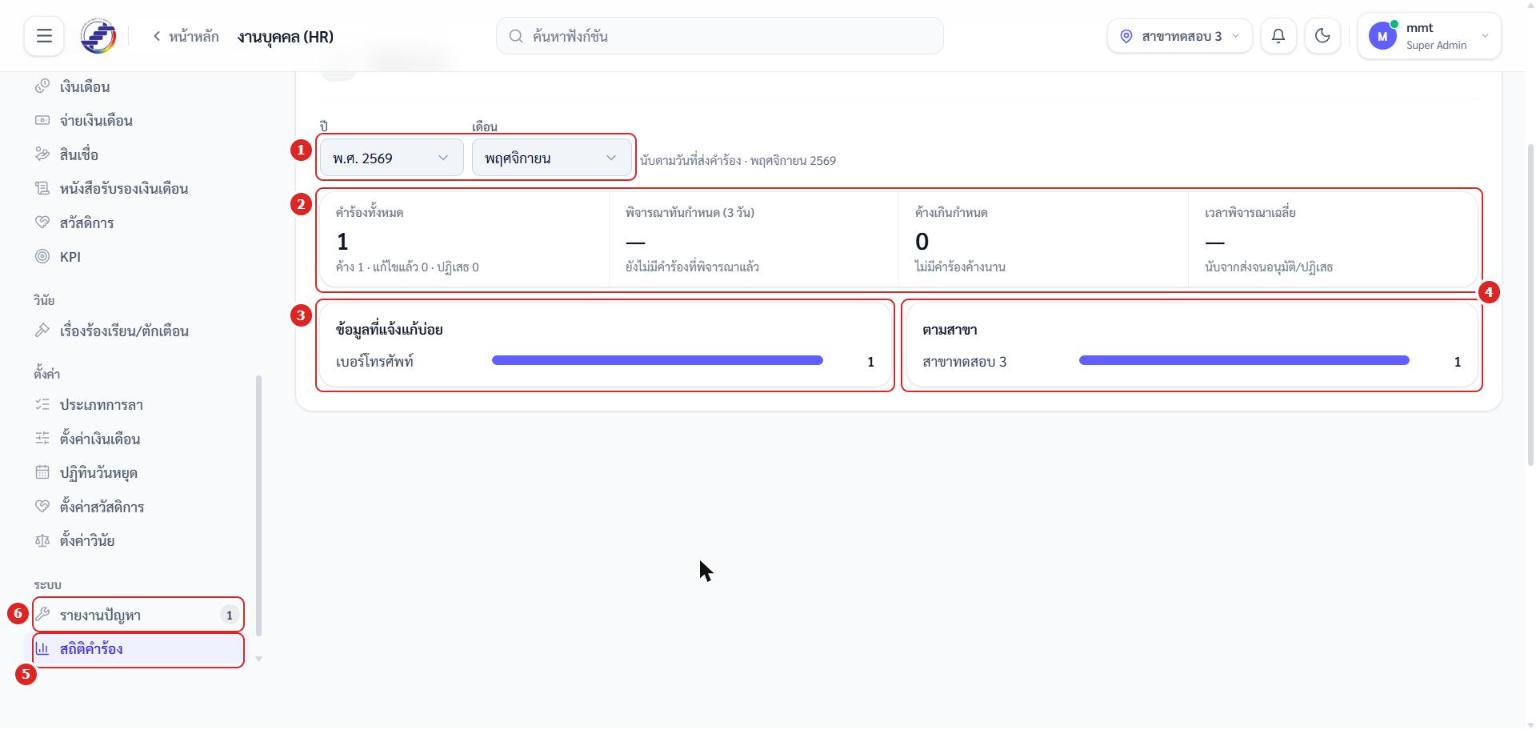 หน้าหลัก งานบุคคล (HR)
ค้นหาฟังก์ชัน
สาขาทดสอบ 3
M
mmt
Super Admin
เงินเดือน
จ่ายเงินเดือน
สินเชื่อ
หนังสือรับรองเงินเดือน
สวัสดิการ
KPI
วินัย
เรื่องร้องเรียน/ตักเตือน
ตั้งค่า
ประเภทการลา
ตั้งค่าเงินเดือน
ปฏิทินวันหยุด
ตั้งค่าสวัสดิการ
ตั้งค่าวินัย
ระบบ
6 รายงานปัญหา 1
สถิติคำร้อง
5
ปี เดือน
1 พ.ศ. 2569 พฤศจิกายน นับตามวันที่ส่งคำร้อง · พฤศจิกายน 2569
2
คำร้องทั้งหมด
1
ค้าง 1 · แก้ไขแล้ว 0 · ปฏิเสธ 0
พิจารณาทันกำหนด (3 วัน)
—
ยังไม่มีคำร้องที่พิจารณาแล้ว
ค้างเกินกำหนด
0
ไม่มีคำร้องค้างนาน
เวลาพิจารณาเฉลี่ย
—
นับจากส่งจนอนุมัติ/ปฏิเสธ
3
ข้อมูลที่แจ้งแก้บ่อย
เบอร์โทรศัพท์ 1
4
ตามสาขา
สาขาทดสอบ 3 1